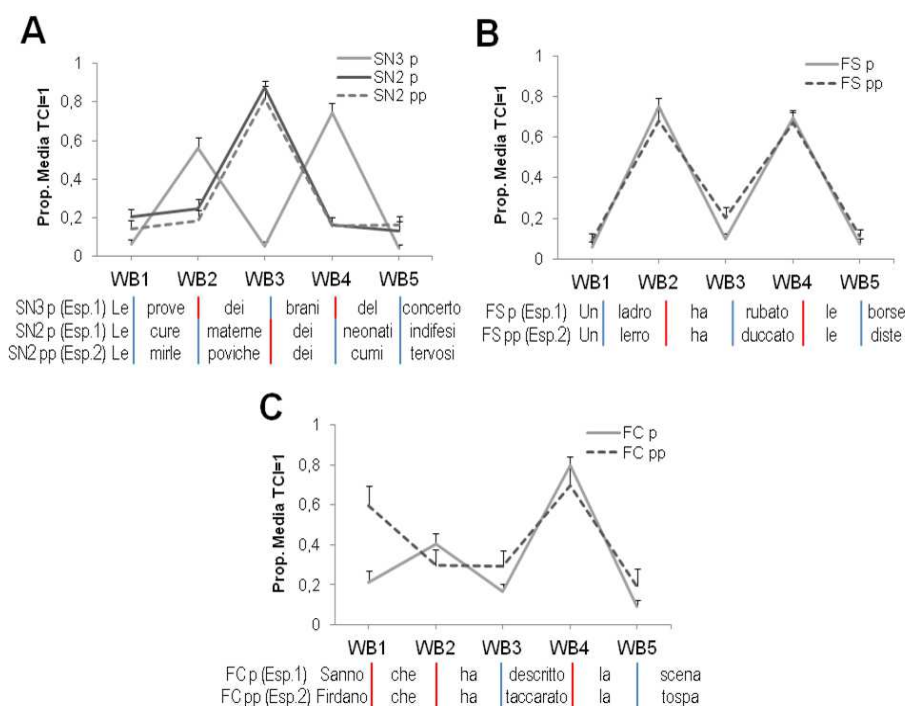 A
Prop. Media TCI=1
1
0,8
0,6
0,4
0,2
0
SN3 p
SN2 p
SN2 pp
WB1 WB2 WB3 WB4 WB5
SN3 p (Esp.1) Le prove dei brani del concerto
SN2 p (Esp.1) Le cure materne dei neonati indifesi
SN2 pp (Esp.2) Le mirle poviche dei cumi tervosi
B
Prop. Media TCI=1
1
0,8
0,6
0,4
0,2
0
FS p
FS pp
WB1 WB2 WB3 WB4 WB5
FS p (Esp.1) Un ladro ha rubato le borse
FS pp (Esp.2) Un lerro ha duccato le diste
C
Prop. Media TCI=1
1
0,8
0,6
0,4
0,2
0
FC p
FC pp
WB1 WB2 WB3 WB4 WB5
FC p (Esp.1) Sanno che ha descritto la scena
FC pp (Esp.2) Firdano che ha taccarato la tospa